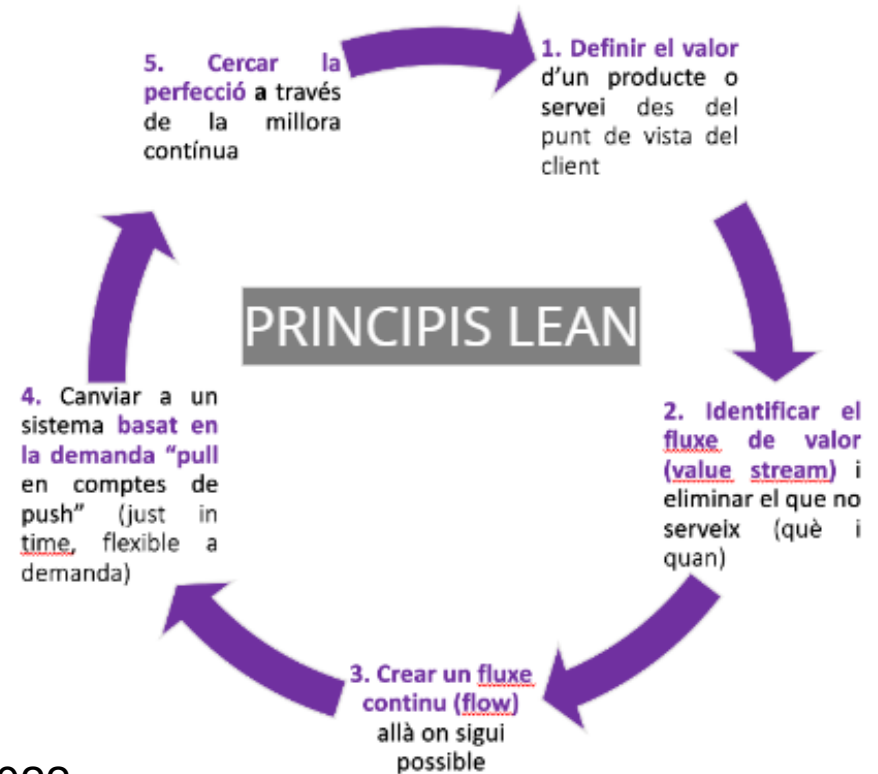 PRINCIPIS LEAN
1. Definir el valor
d’un producte o
servei des del
punt de vista del
client
2. Identificar el
fluxe de valor
(value stream) i
eliminar el que no
serveix (què i
quan)
3. Crear un fluxe
continu (flow)
allà on sigui
possible
4. Canviar a un
sistema basat en
la demanda “pull
en comptes de
push” (just in
time, flexible a
demanda)
5. Cercar la
perfecció a través
de la millora
contínua